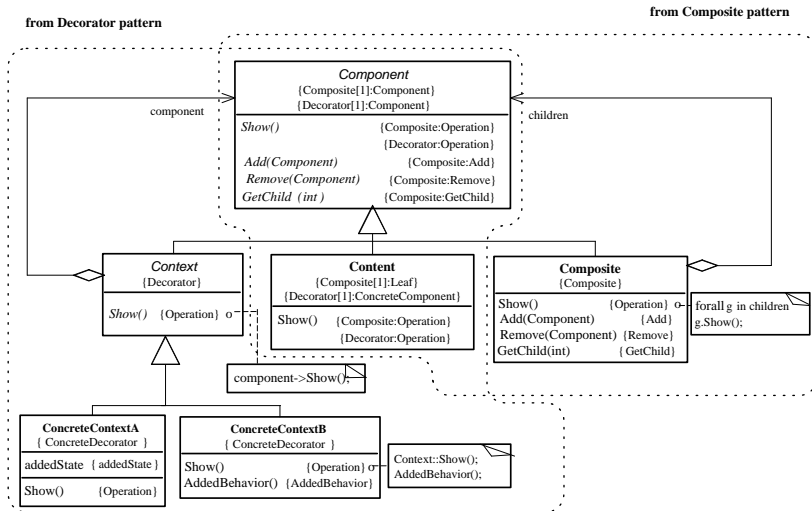 from Decorator pattern
from Composite pattern
Component
{Composite[1]:Component}
{Decorator[1]:Component}
component
children
Show() {Composite:Operation}
{Decorator:Operation}
Add(Component) {Composite:Add}
Remove(Component) {Composite:Remove}
GetChild (int) {Composite:GetChild}
Context
{Decorator}
Show() {Operation}
Content
{Composite[1]:Leaf}
{Decorator[1]:ConcreteComponent}
Show() {Composite:Operation}
{Decorator:Operation}
Composite
{Composite}
Show() {Operation}
Add(Component) {Add}
Remove(Component) {Remove}
GetChild(int) {GetChild}
forall g in children
g.Show();
component->Show();
ConcreteContextA
{ ConcreteDecorator }
addedState { addedState }
Show() {Operation}
ConcreteContextB
{ ConcreteDecorator }
Show() {Operation}
AddedBehavior() {AddedBehavior}
Context::Show();
AddedBehavior();